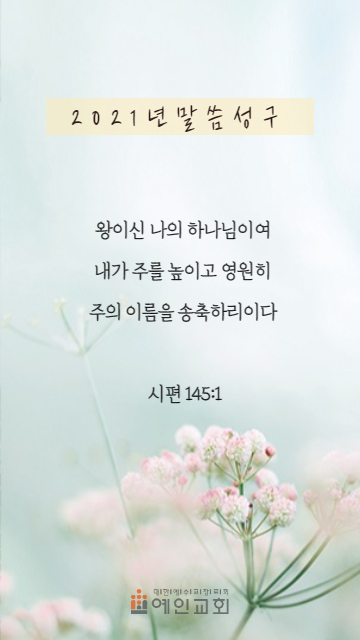 2021년말씀성구
왕이신 나의 하나님이여
내가 주를 높이고 영원히
주의 이름을 송축하리이다
시편 145:1
예인교회